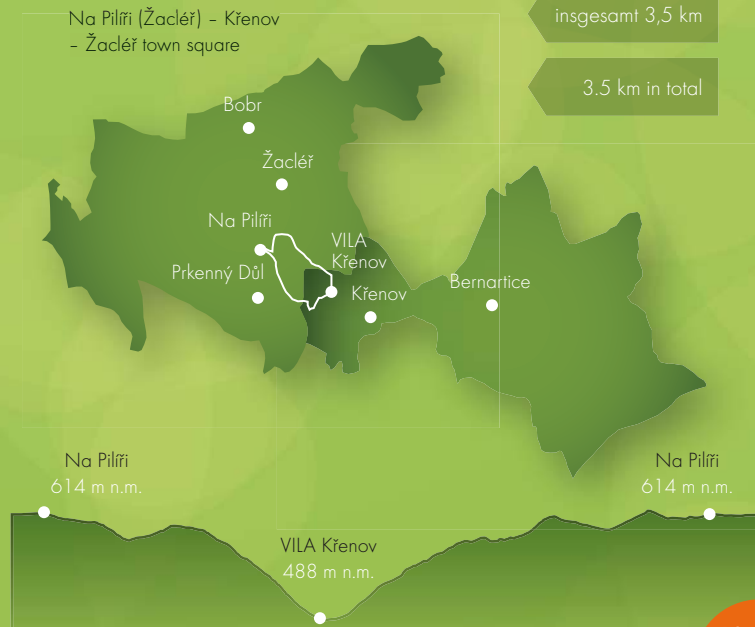 Na Pilíři (Žacléř) – Křenov
– Žacléř town square
insgesamt 3,5 km
3.5 km in total
Bobr
Žacléř
Na Pilíři
VILA
Křenov
Prkenný Důl
Křenov
Bernartice
Na Pilíři
614 m n.m.
Na Pilíři
614 m n.m.
VILA Křenov
488 m n.m.